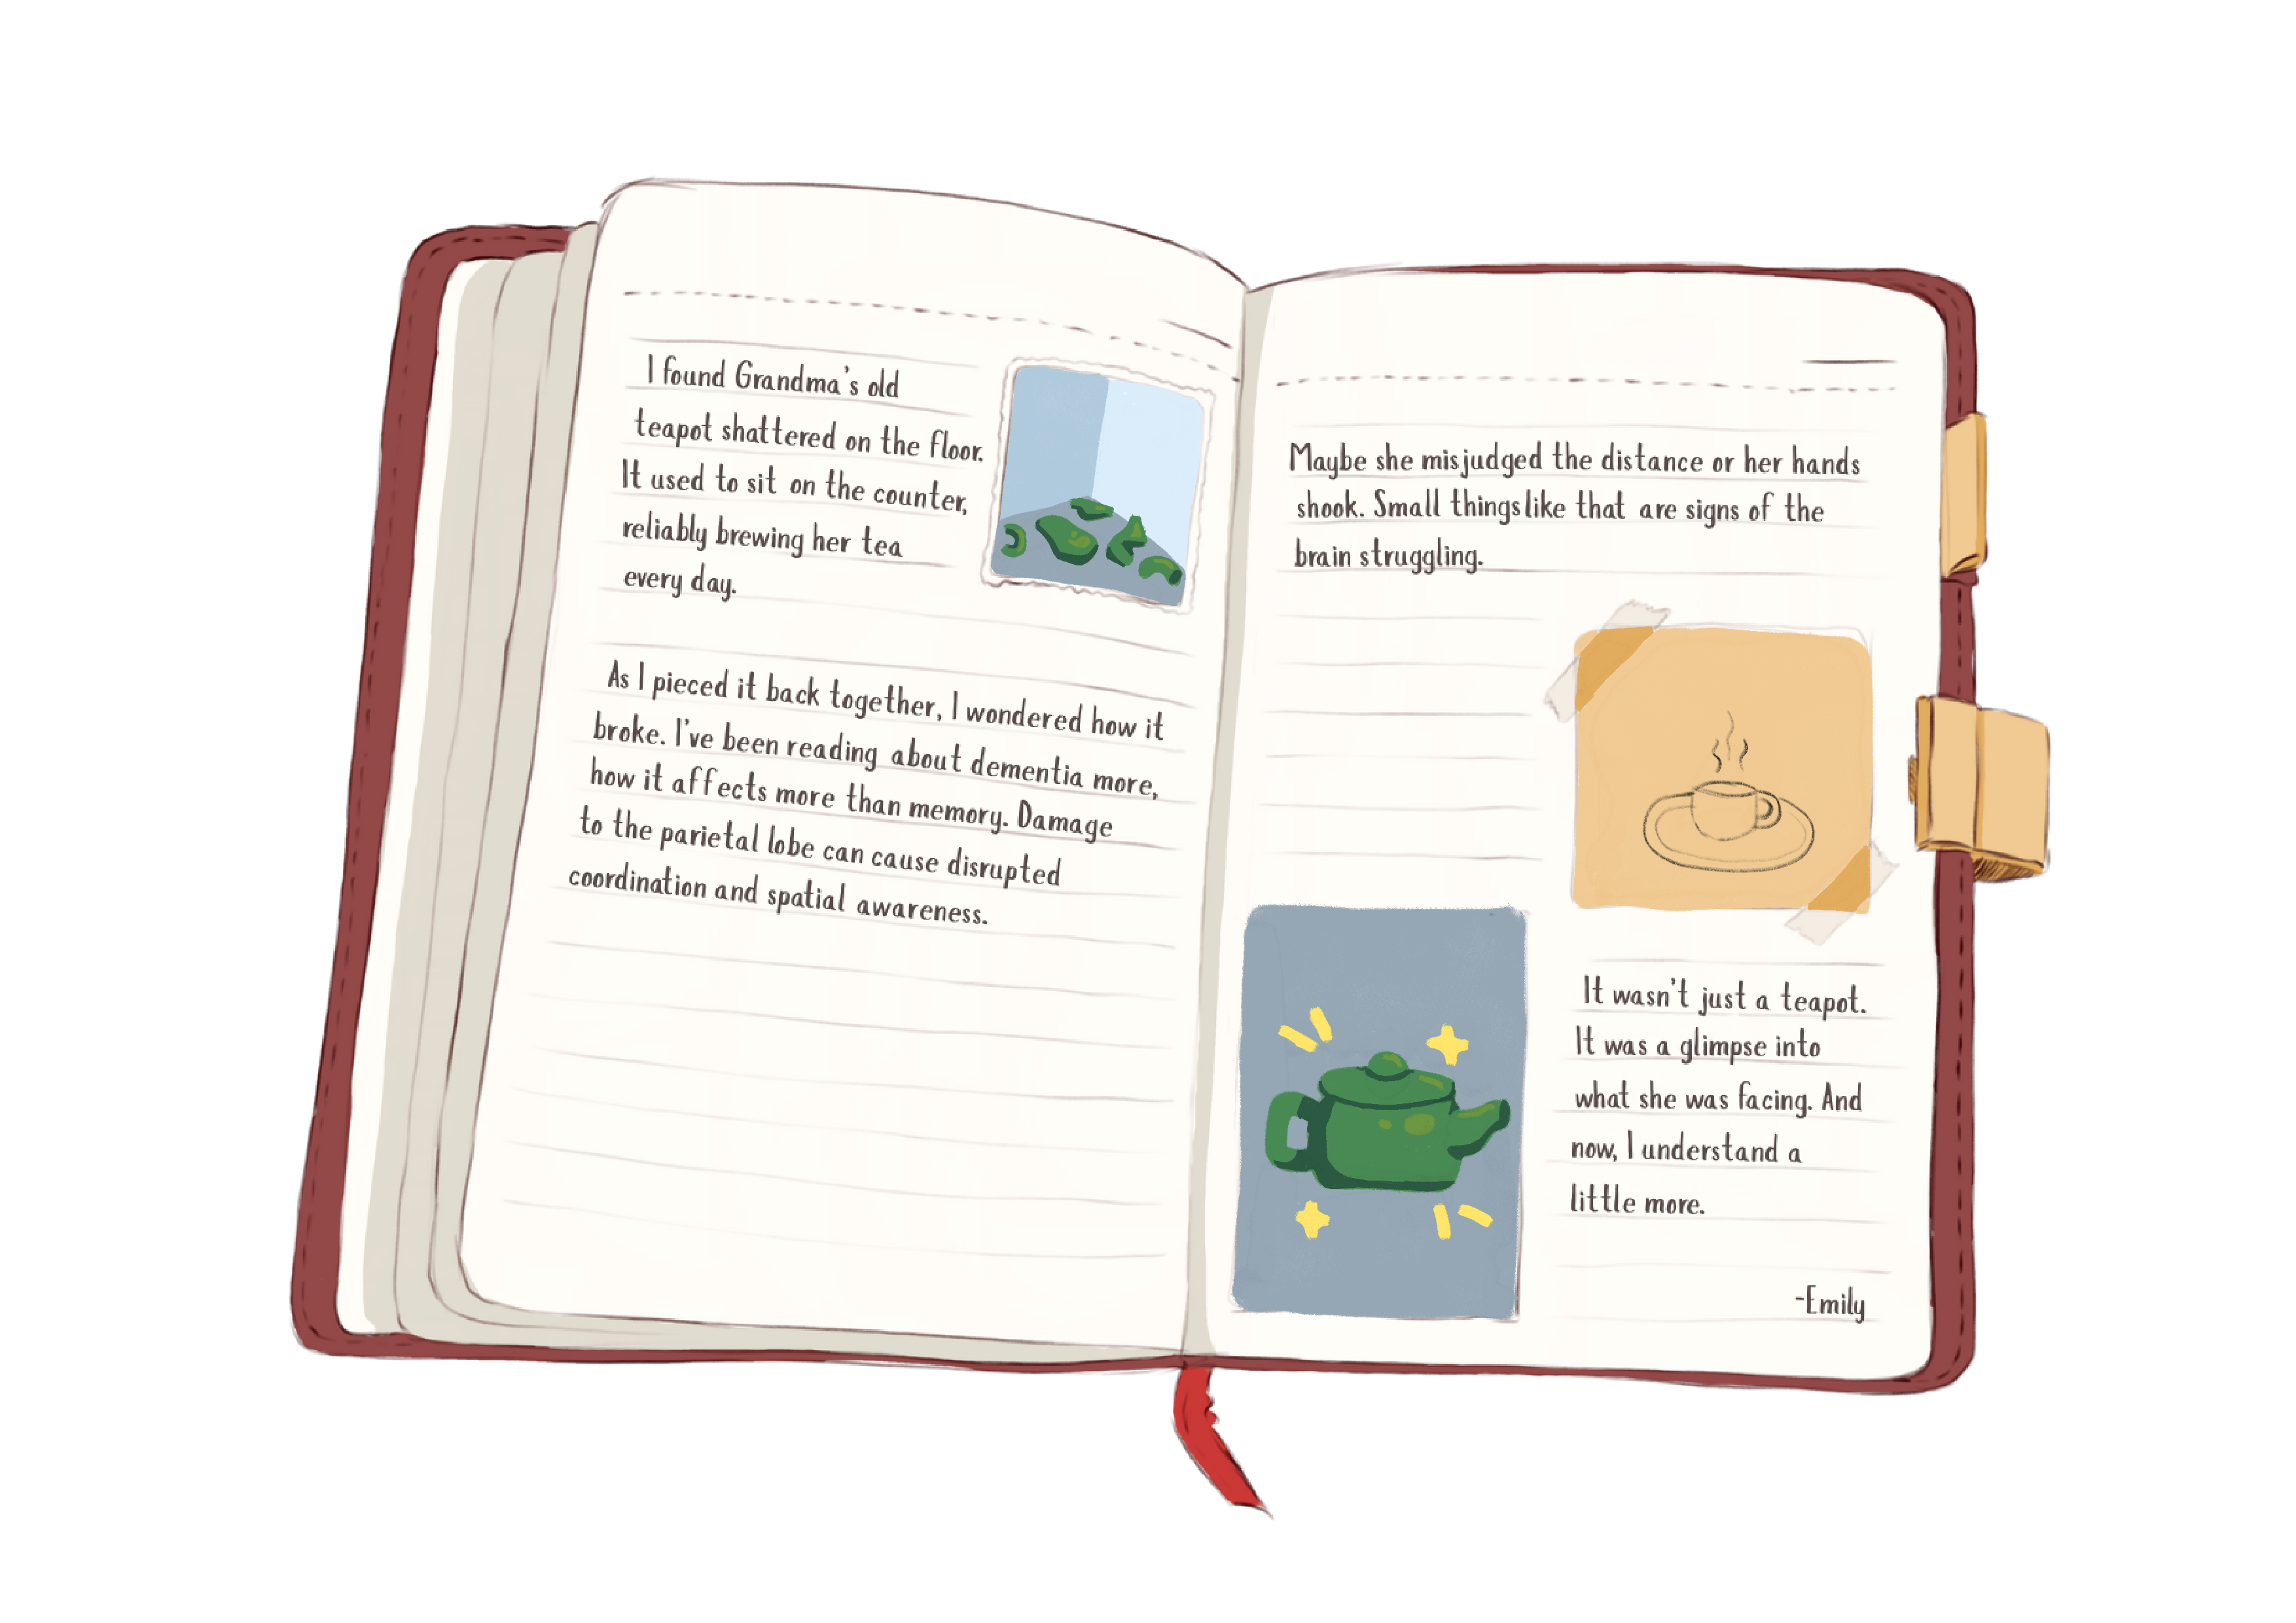 I found Grandma's old
teapot shattered on the floor.
It used to sit on the counter,
reliably brewing her tea
every day.
As I pieced it back together, I wondered how it
broke. I've been reading about dementia more,
how it affects more than memory. Damage
to the parietal lobe can cause disrupted
coordination and spatial awareness.
Maybe she misjudged the distance or her hands
shook. Small things like that are signs of the
brain struggling.
It wasn't just a teapot.
It was a glimpse into
what she was facing. And
now, I understand a
little more.
-Emily